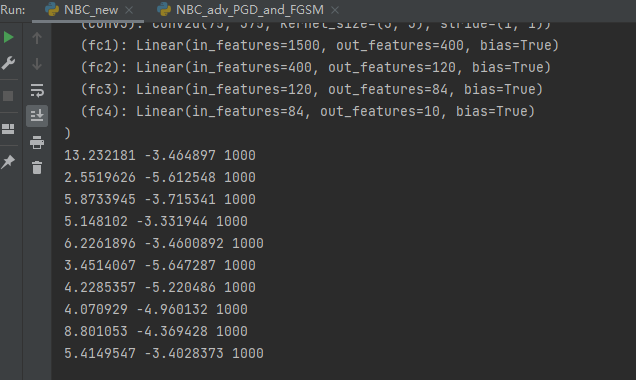 Run: NBC_new × NBC_adv_PGD_and_FGSM ×
(conv3): Conv2d(75, 375, kernel_size=(3, 3), stride=(1, 1))
(fc1): Linear(in_features=1500, out_features=400, bias=True)
(fc2): Linear(in_features=400, out_features=120, bias=True)
(fc3): Linear(in_features=120, out_features=84, bias=True)
(fc4): Linear(in_features=84, out_features=10, bias=True)
)
13.232181 -3.464897 1000
2.5519626 -5.612548 1000
5.8733945 -3.715341 1000
5.148102 -3.331944 1000
6.2261896 -3.4600892 1000
3.4514067 -5.647287 1000
4.2285357 -5.220486 1000
4.070929 -4.960132 1000
8.801053 -4.369428 1000
5.4149547 -3.4028373 1000